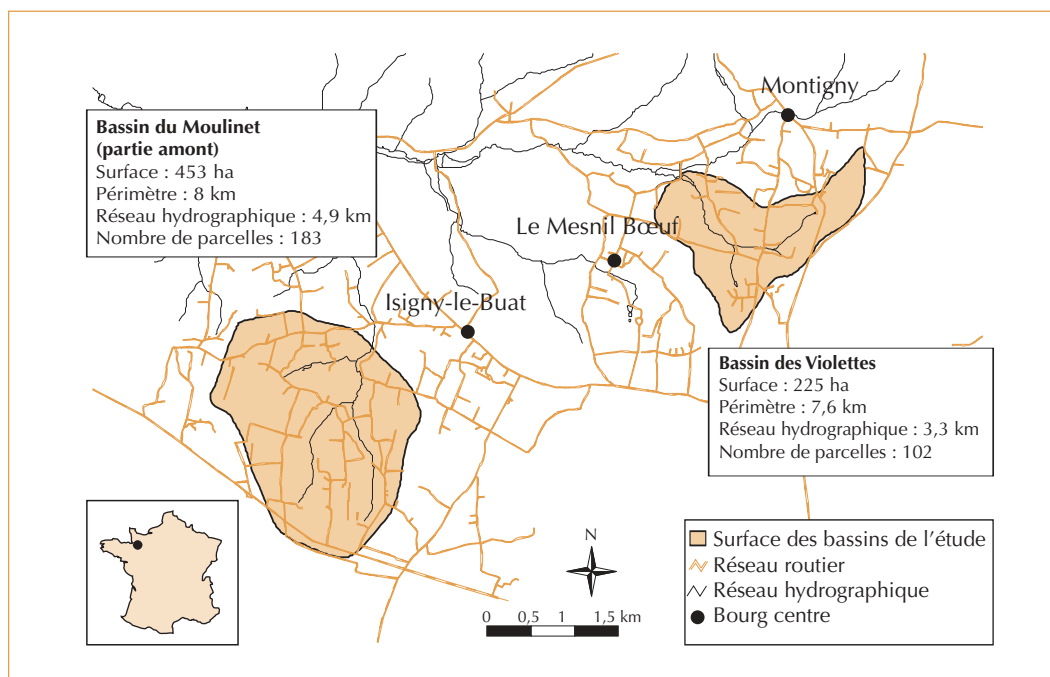 Montigny
Bassin du Moulinet
(partie amont)
Surface : 453 ha
Périmètre : 8 km
Réseau hydrographique : 4,9 km
Nombre de parcelles : 183
Le Mesnil Bœuf
Isigny-le-Buat
Bassin des Violettes
Surface : 225 ha
Périmètre : 7,6 km
Réseau hydrographique : 3,3 km
Nombre de parcelles : 102
N
0 0,5 1 1,5 km
Surface des bassins de l'étude
Réseau routier
Réseau hydrographique
Bourg centre